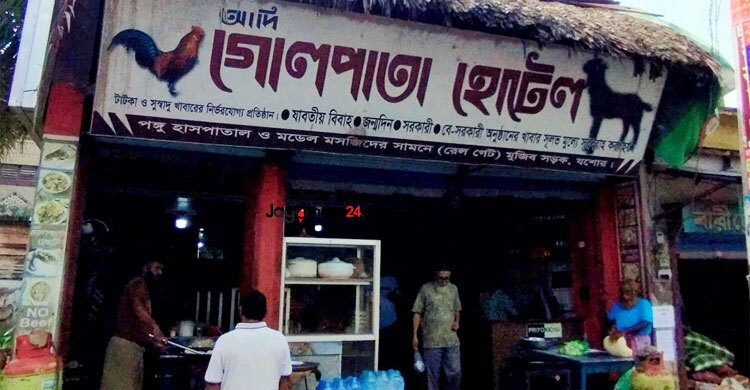 আদি
গোলপাতা হোটেল
টাটকা ও সুস্বাদু খাবারের নির্ভরযোগ্য প্রতিষ্ঠান। ● যাবতীয় বিবাহ ● জন্মদিন ● সরকারী ● বে-সরকারী অনুষ্ঠানের খাবার সুলভ মূল্যে সরবরাহ করা হয়।
পঙ্গু হাসপাতাল ও মডেল মসজিদের সামনে (রেল গেট) মুজিব সড়ক, যশোর।
24
NO
Beef
PRIYO